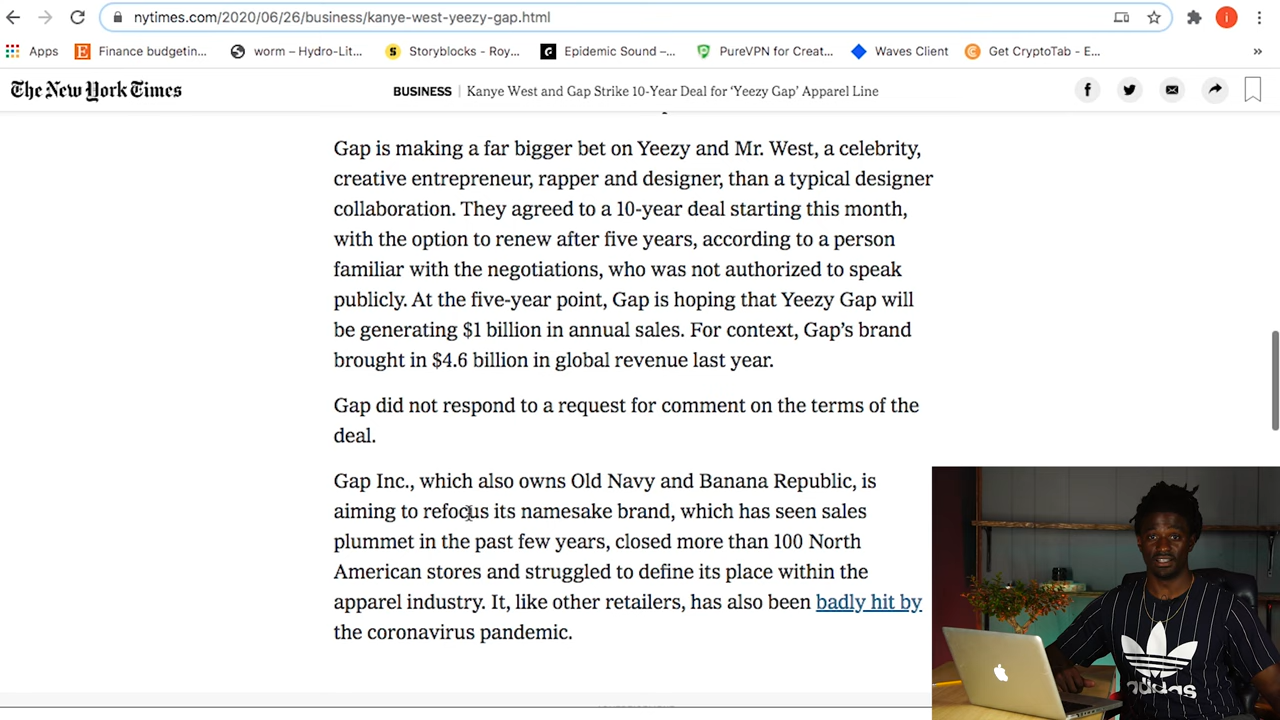 nytimes.com/2020/06/26/business/kanye-west-yeezy-gap.html
Apps Finance budgetin... worm – Hydro-Lit... Storyblocks - Roy... Epidemic Sound –... PureVPN for Creat... Waves Client Get CryptoTab - E... »
The New York Times BUSINESS | Kanye West and Gap Strike 10-Year Deal for ‘Yeezy Gap’ Apparel Line
Gap is making a far bigger bet on Yeezy and Mr. West, a celebrity,
creative entrepreneur, rapper and designer, than a typical designer
collaboration. They agreed to a 10-year deal starting this month,
with the option to renew after five years, according to a person
familiar with the negotiations, who was not authorized to speak
publicly. At the five-year point, Gap is hoping that Yeezy Gap will
be generating $1 billion in annual sales. For context, Gap’s brand
brought in $4.6 billion in global revenue last year.
Gap did not respond to a request for comment on the terms of the
deal.
Gap Inc., which also owns Old Navy and Banana Republic, is
aiming to refocus its namesake brand, which has seen sales
plummet in the past few years, closed more than 100 North
American stores and struggled to define its place within the
apparel industry. It, like other retailers, has also been badly hit by
the coronavirus pandemic.
adidas